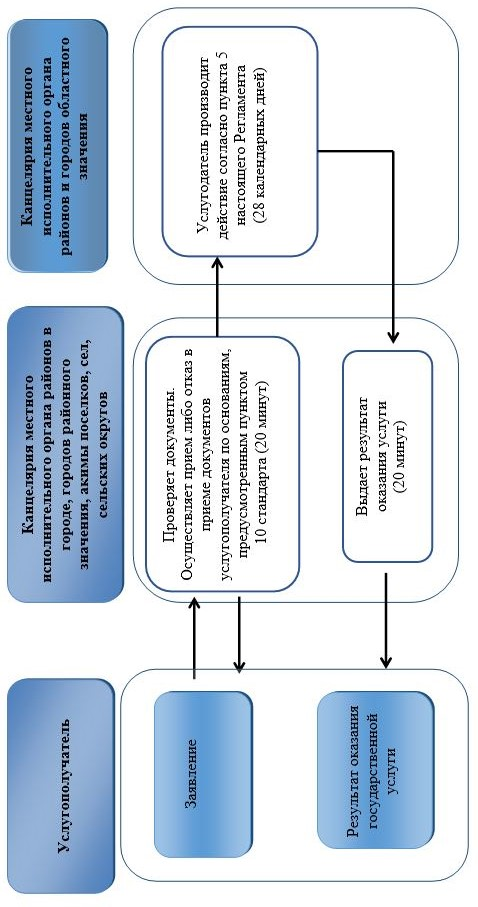 Услугополучатель
Канцелярия местного
исполнительного органа районов в
городе, городов районного
значения, акимы поселков, сел,
сельских округов
Канцелярия местного
исполнительного органа
районов и городов областного
значения
Заявление
Проверяет документы.
Осуществляет прием либо отказ в
приеме документов
услугополучателя по основаниям,
предусмотренным пунктом
10 стандарта (20 минут)
Услугодатель производит
действие согласно пункта 5
настоящего Регламента
(28 календарных дней)
Результат оказания
государственной
услуги
Выдает результат
оказания услуги
(20 минут)